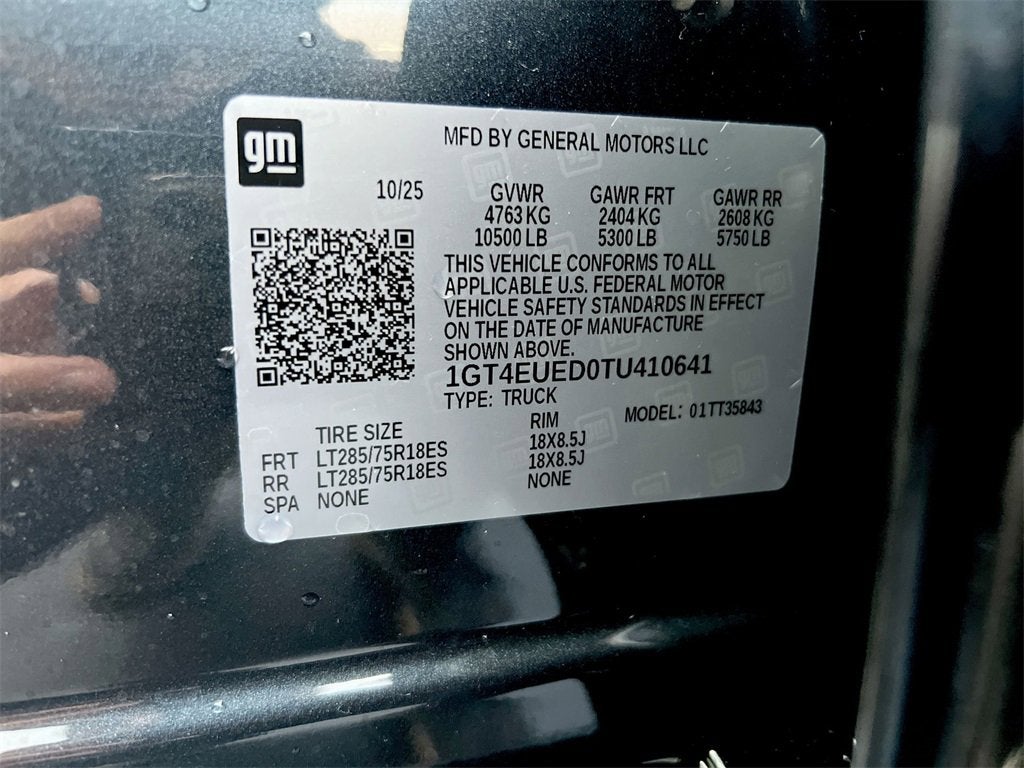 gm
MFD BY GENERAL MOTORS LLC
10/25 GVWR GAWR FRT GAWR RR
4763 KG 2404 KG 2608 KG
10500 LB 5300 LB 5750 LB
THIS VEHICLE CONFORMS TO ALL
APPLICABLE U.S. FEDERAL MOTOR
VEHICLE SAFETY STANDARDS IN EFFECT
ON THE DATE OF MANUFACTURE
SHOWN ABOVE.
1GT4EUED0TU410641
TYPE: TRUCK MODEL: 01TT35843
TIRE SIZE RIM
FRT LT285/75R18ES 18X8.5J
RR LT285/75R18ES 18X8.5J
SPA NONE NONE